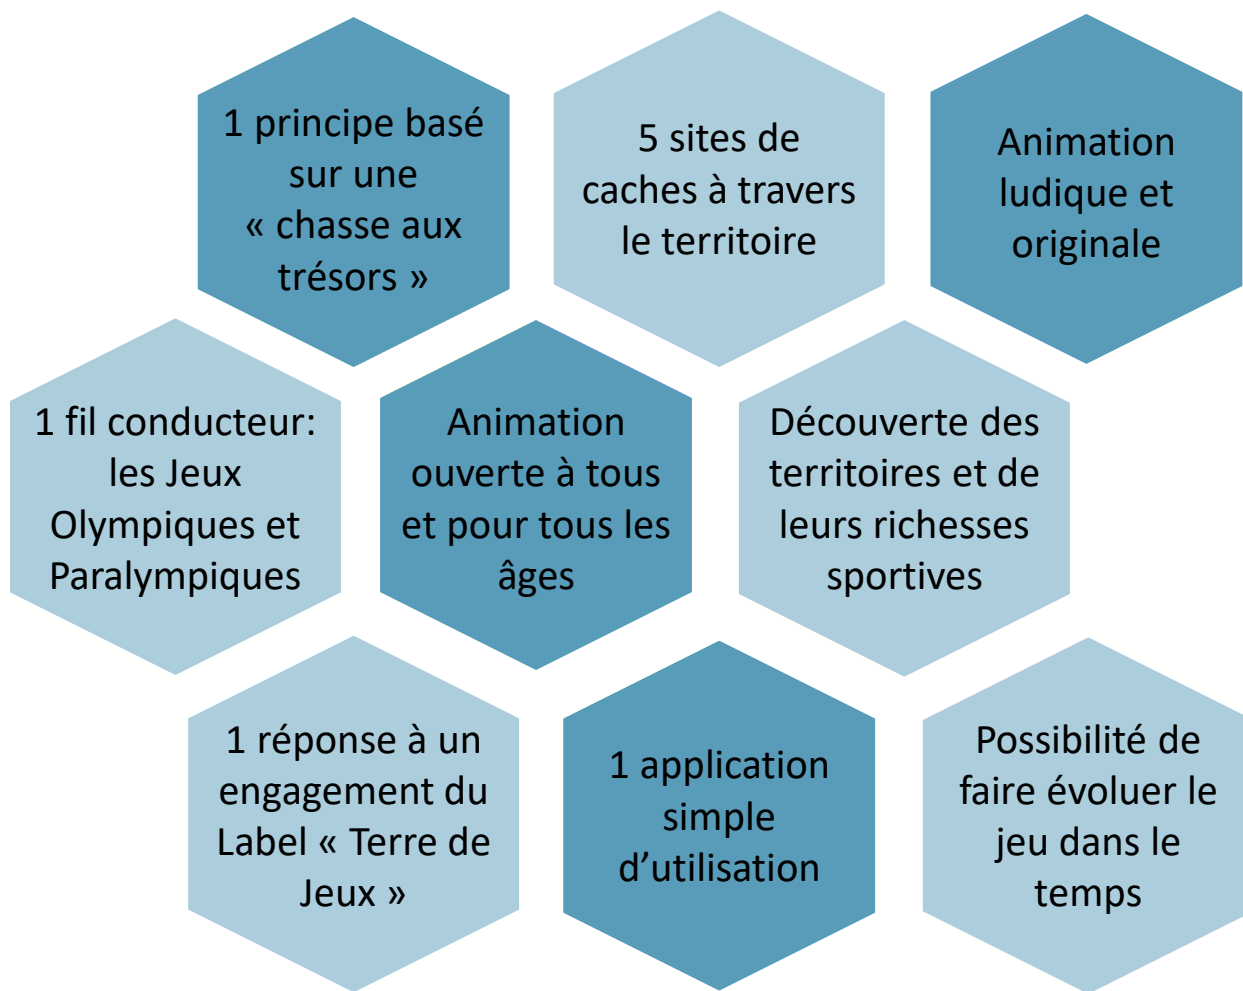 1 principe basé
sur une
« chasse aux
trésors »
5 sites de
caches à travers
le territoire
Animation
ludique et
originale
1 fil conducteur:
les Jeux
Olympiques et
Paralympiques
Animation
ouverte à tous
et pour tous les
âges
Découverte des
territoires et de
leurs richesses
sportives
1 réponse à un
engagement du
Label « Terre de
Jeux »
1 application
simple
d’utilisation
Possibilité de
faire évoluer le
jeu dans le
temps